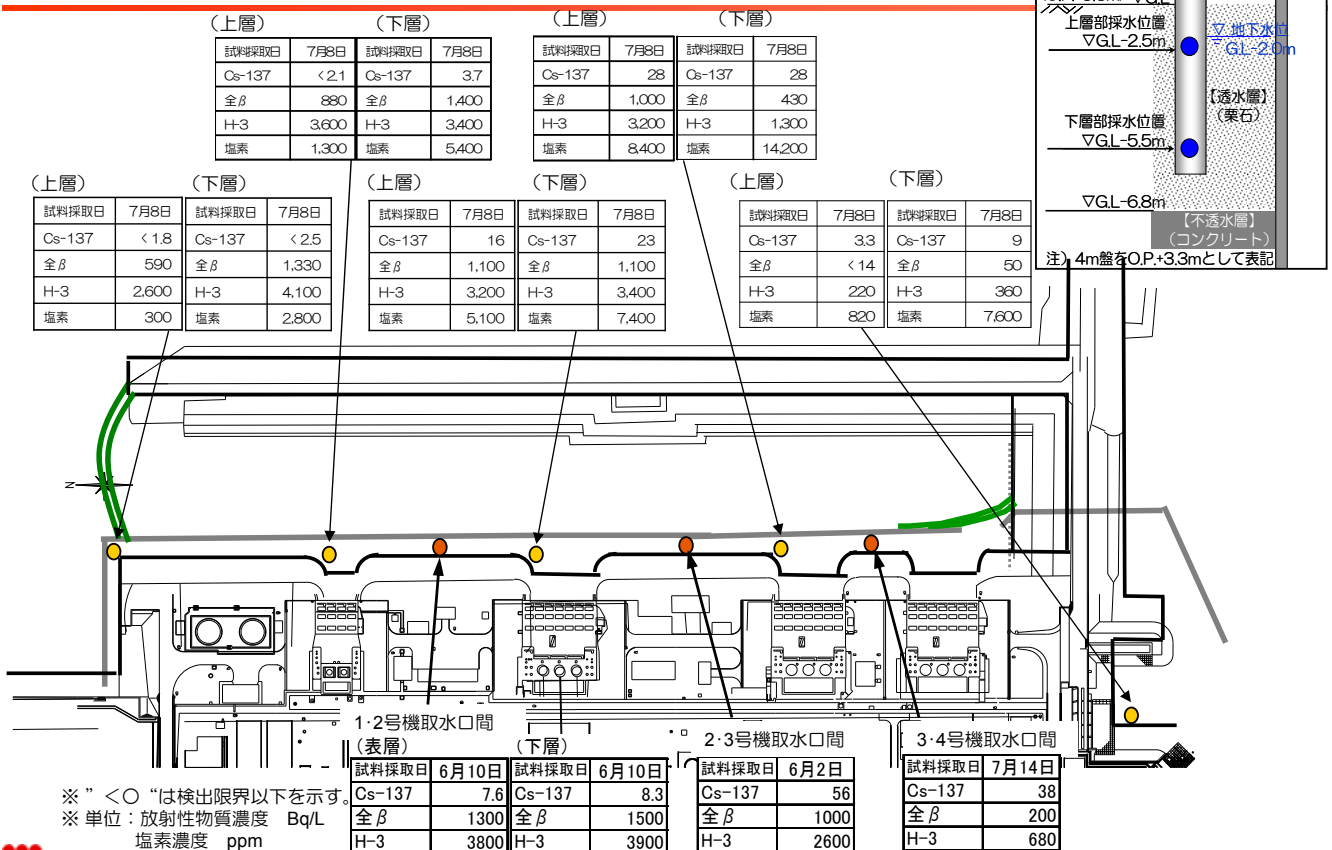 (上層) (下層)
試料採取日 7月8日 試料採取日 7月8日
Cs-137 <2.1 Cs-137 3.7
全β 880 全β 1,400
H-3 3,600 H-3 3,400
塩素 1,300 塩素 5,400
(上層) (下層)
試料採取日 7月8日 試料採取日 7月8日
Cs-137 28 Cs-137 28
全β 1,000 全β 430
H-3 3,200 H-3 1,300
塩素 8,400 塩素 14,200
上層部採水位置
▽G.L-2.5m
▽ 地下水位
G.L-2.0m
【透水層】
(栗石)
下層部採水位置
▽G.L-5.5m
▽G.L-6.8m
【不透水層】
(コンクリート)
注) 4m盤をO.P.+3.3mとして表記
(上層) (下層)
試料採取日 7月8日 試料採取日 7月8日
Cs-137 <1.8 Cs-137 <2.5
全β 590 全β 1,330
H-3 2,600 H-3 4,100
塩素 300 塩素 2,800
(上層) (下層)
試料採取日 7月8日 試料採取日 7月8日
Cs-137 16 Cs-137 23
全β 1,100 全β 1,100
H-3 3,200 H-3 3,400
塩素 5,100 塩素 7,400
(上層) (下層)
試料採取日 7月8日 試料採取日 7月8日
Cs-137 3.3 Cs-137 9
全β <14 全β 50
H-3 220 H-3 360
塩素 820 塩素 7,600
N
1・2号機取水口間
(表層) (下層)
試料採取日 6月10日 試料採取日 6月10日
Cs-137 7.6 Cs-137 8.3
全β 1300 全β 1500
H-3 3800 H-3 3900
2・3号機取水口間
試料採取日 6月2日
Cs-137 56
全β 1000
H-3 2600
3・4号機取水口間
試料採取日 7月14日
Cs-137 38
全β 200
H-3 680
※ ” <○ “は検出限界以下を示す。
※ 単位：放射性物質濃度 Bq/L
塩素濃度 ppm